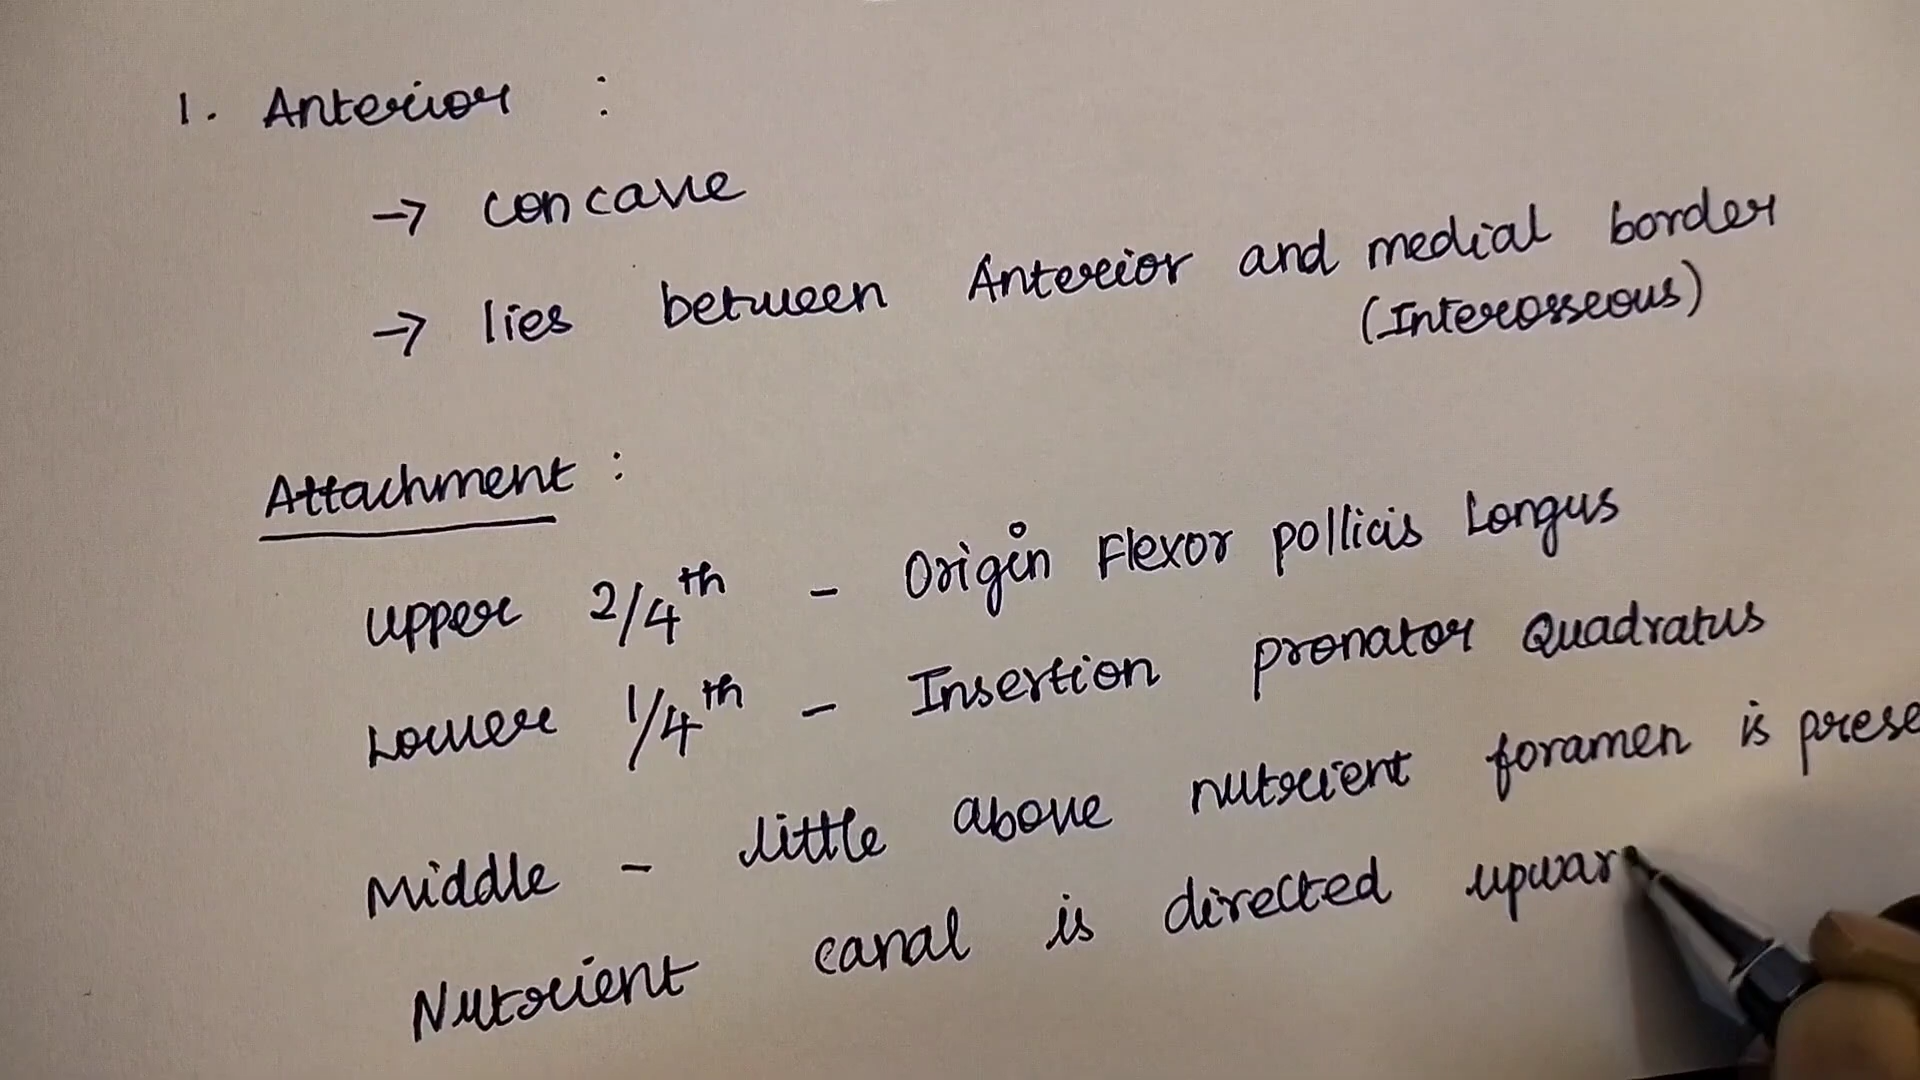 1. Anterior :
→ concave
→ lies between Anterior and medial border
(Interosseous)
Attachment :
upper 2/4th - Origin Flexor pollicis Longus
Lower 1/4th - Insertion pronator Quadratus
Middle - little above nutrient foramen is prese
Nutrient canal is directed upwar